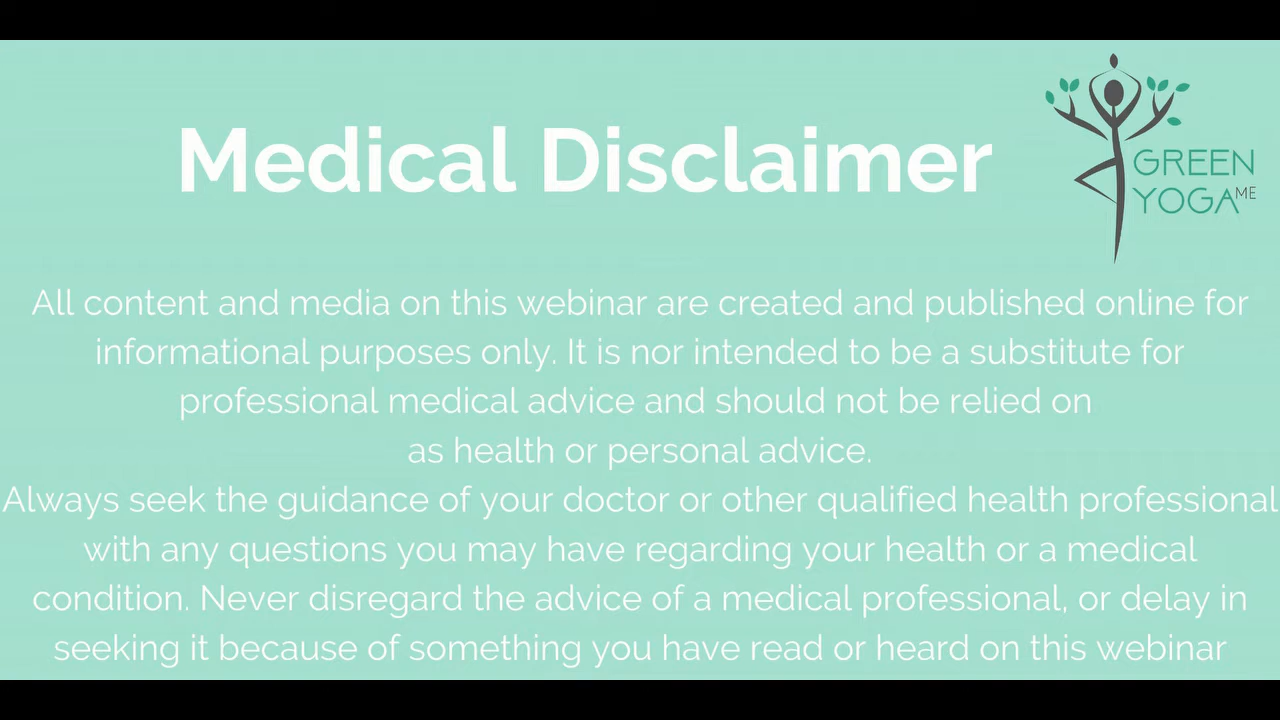 Medical Disclaimer
GREEN
YOGA ME
All content and media on this webinar are created and published online for
informational purposes only. It is nor intended to be a substitute for
professional medical advice and should not be relied on
as health or personal advice.
Always seek the guidance of your doctor or other qualified health professional
with any questions you may have regarding your health or a medical
condition. Never disregard the advice of a medical professional, or delay in
seeking it because of something you have read or heard on this webinar